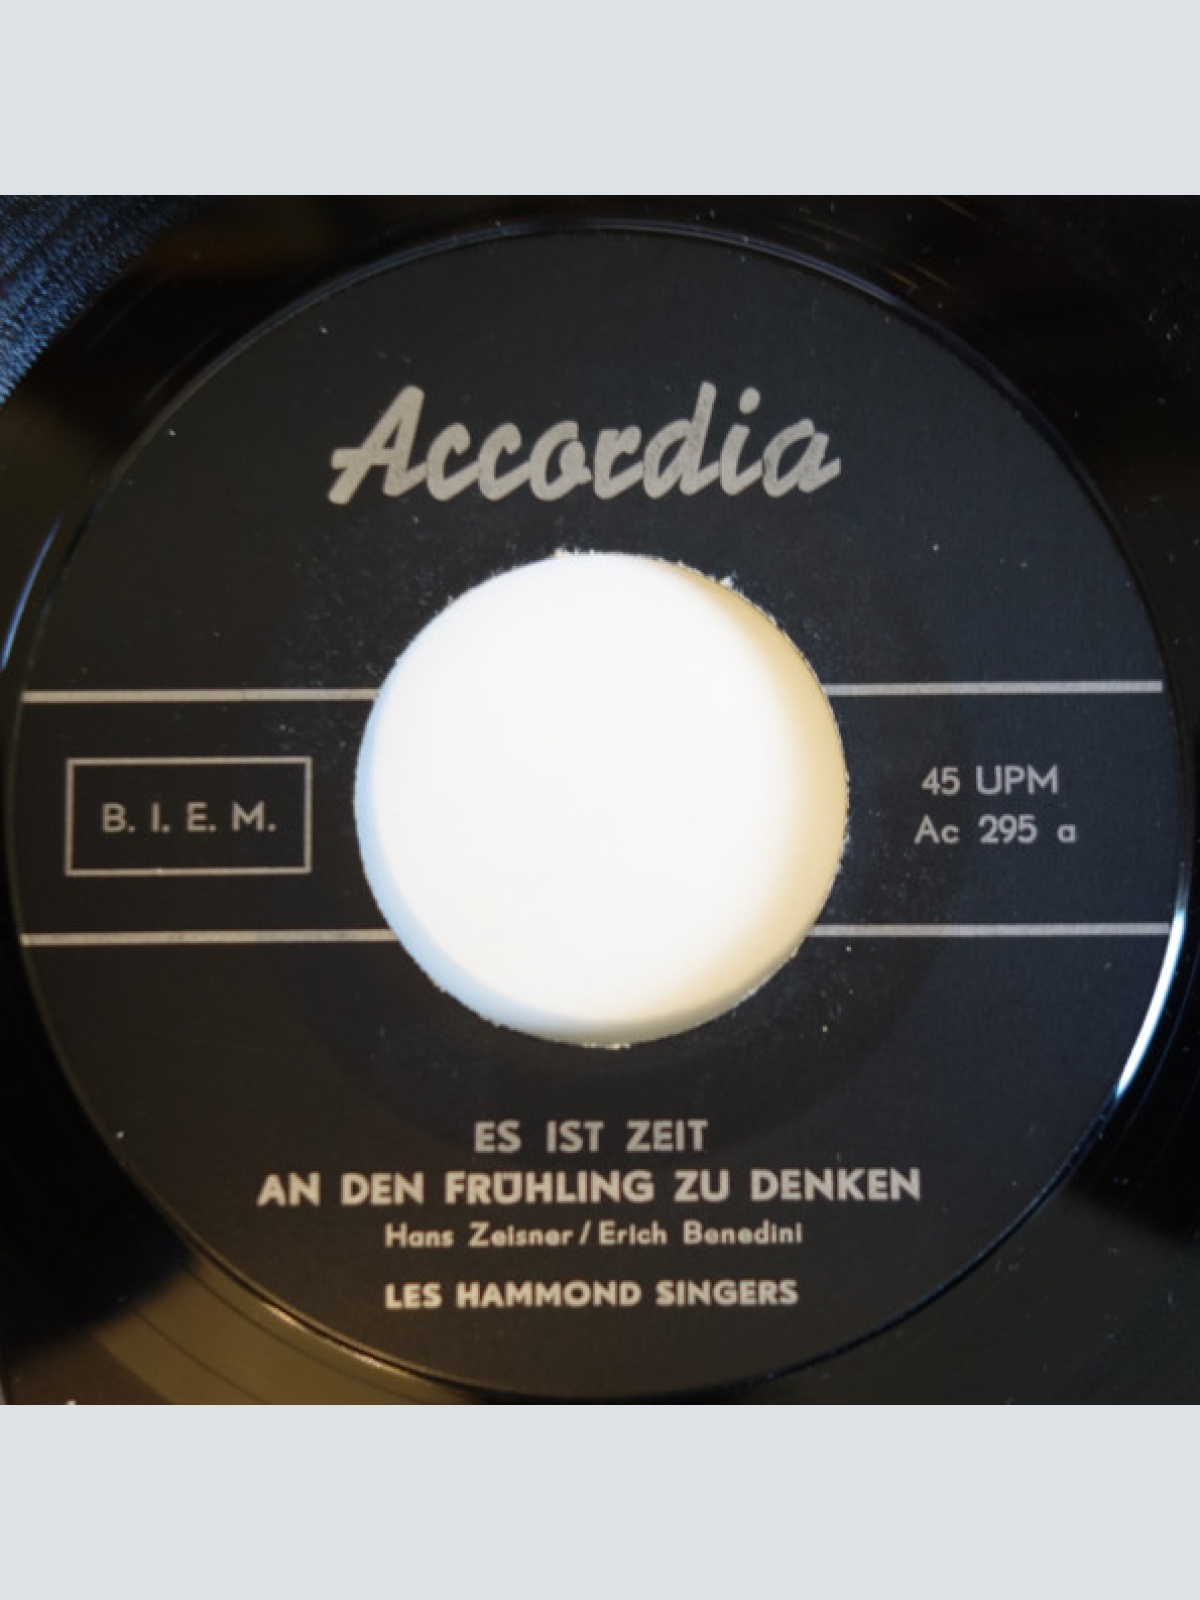 Accordia
B. I. E. M.
45 UPM
Ac 295 a
ES IST ZEIT
AN DEN FRÜHLING ZU DENKEN
Hans Zeisner / Erich Benedini
LES HAMMOND SINGERS